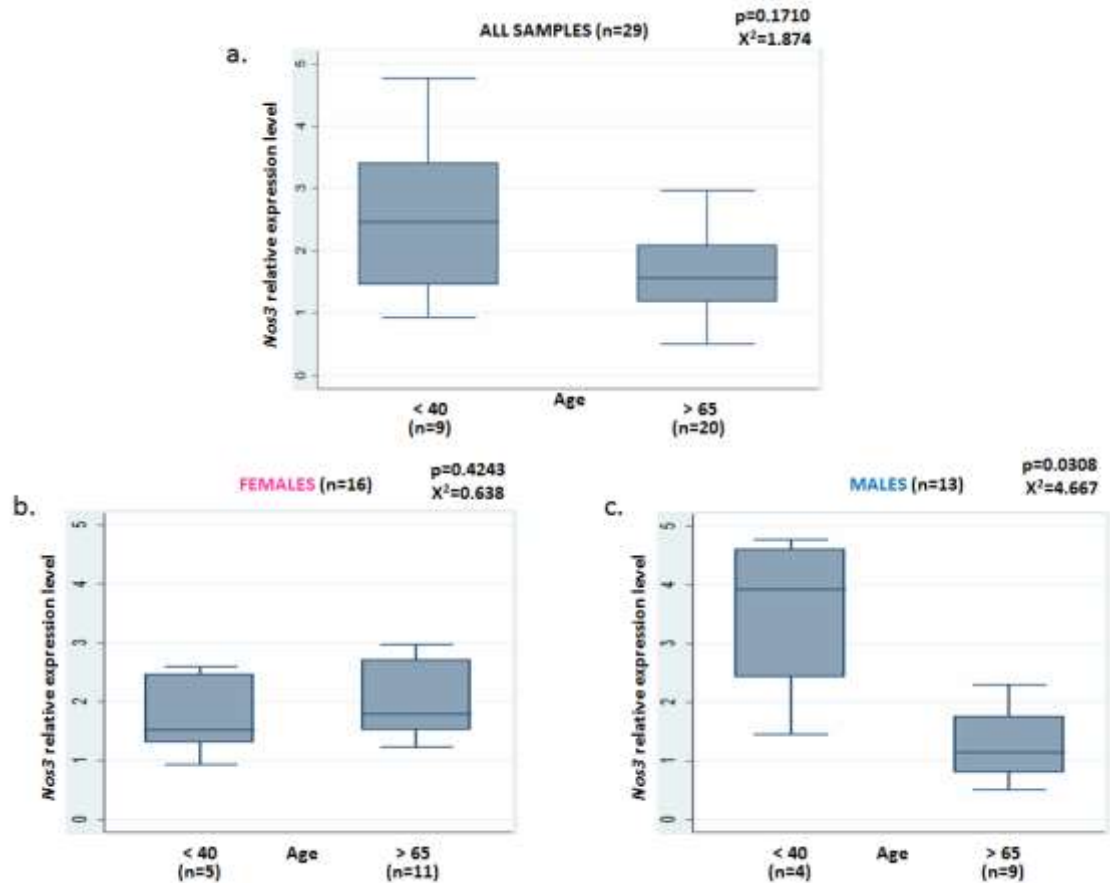 ALL SAMPLES (n=29)
p=0.1710
X²=1.874
a.
Nos3 relative expression level
5
4
3
2
1
0
Age
< 40
(n=9)
> 65
(n=20)
FEMALES (n=16)
p=0.4243
X²=0.638
b.
Nos3 relative expression level
5
4
3
2
1
0
< 40
(n=5)
Age
> 65
(n=11)
MALES (n=13)
p=0.0308
X²=4.667
c.
Nos3 relative expression level
5
4
3
2
1
0
< 40
(n=4)
Age
> 65
(n=9)